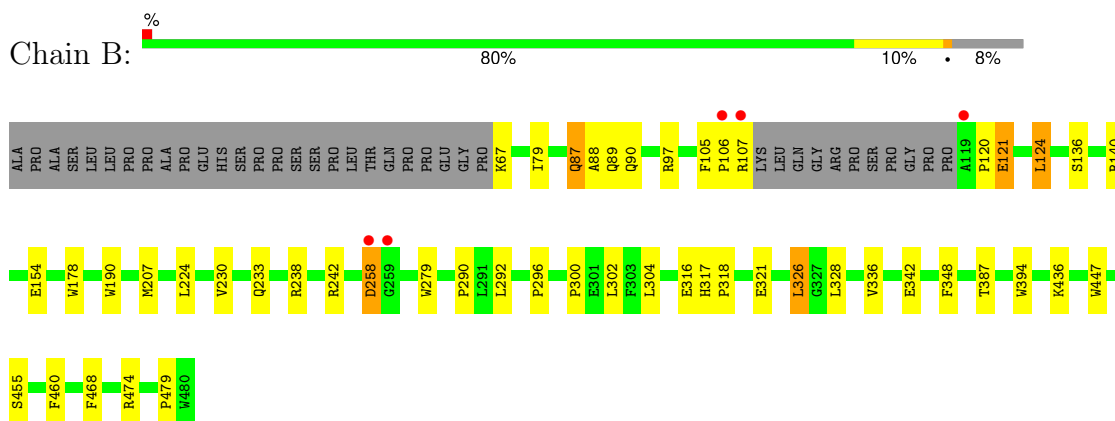 %
Chain B:
80% 10% • 8%
ALA PRO ALA SER LEU LEU PRO PRO ALA PRO GLU HIS SER PRO PRO SER SER PRO LEU THR GLN PRO PRO GLU GLY PRO K67 I79 Q87 A88 Q89 Q90 R97 F105 P106 R107 LYS LEU GLN GLY ARG PRO SER PRO GLY PRO PRO A119 P120 E121 L124 S136 R140
E154 W178 W190 M207 L224 V230 Q233 R238 R242 D258 G259 W279 P290 L291 L292 P296 P300 E301 L302 F303 L304 E316 H317 P318 E321 L326 G327 L328 V336 E342 F348 T387 W394 K436 W447
S455 F460 F468 R474 P479 W480